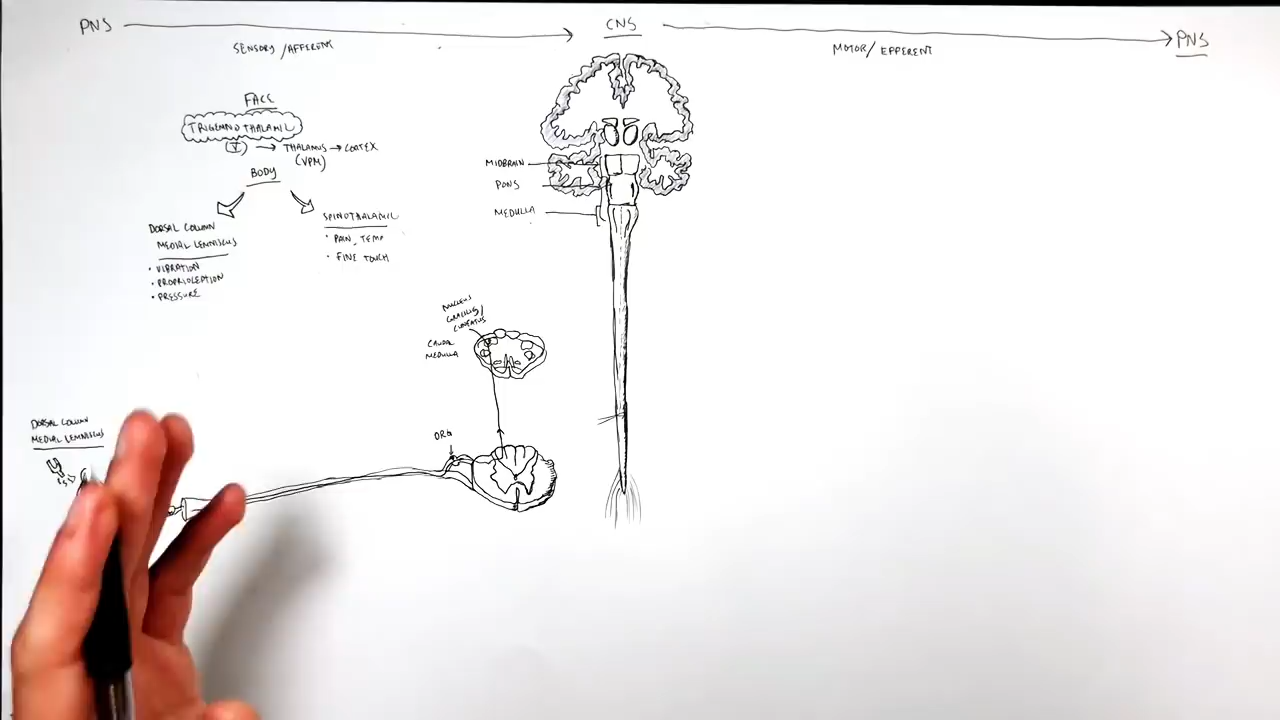 PNS
CNS
PNS
SENSORY/AFFERENT
MOTOR/EFFERENT
FACE
TRIGEMINOTHALAMIC
(V) → THALAMUS → CORTEX
(VPM)
BODY
DORSAL COLUMN
MEDIAL LEMNISCUS
• VIBRATION
• PROPRIOCEPTION
• PRESSURE
SPINOTHALAMIC
• PAIN, TEMP
• FINE TOUCH
MIDBRAIN
PONS
MEDULLA
NUCLEUS
GRACILIS/
CUNEATUS
CAUDAL
MEDULLA
DORSAL COLUMN
MEDIAL LEMNISCUS
DRG